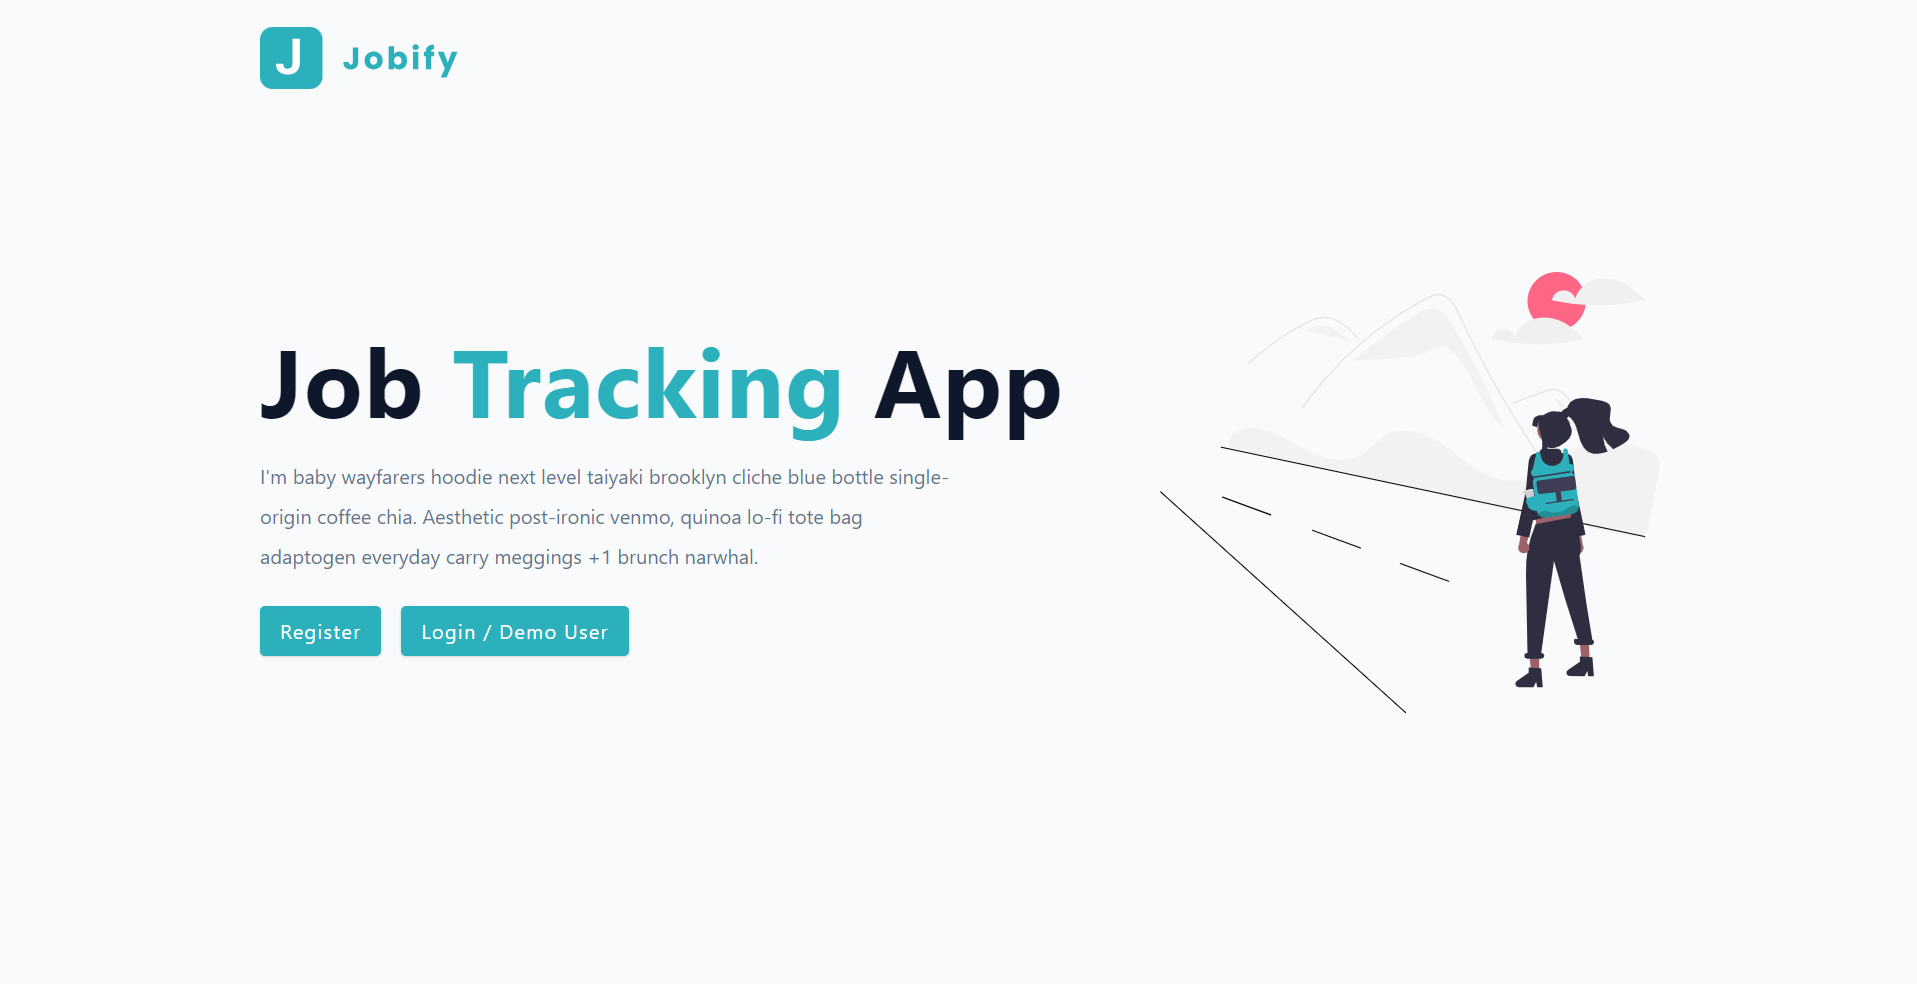 J Jobify
Job Tracking App
I'm baby wayfarers hoodie next level taiyaki brooklyn cliche blue bottle single-
origin coffee chia. Aesthetic post-ironic venmo, quinoa lo-fi tote bag
adaptogen everyday carry meggings +1 brunch narwhal.
Register Login / Demo User